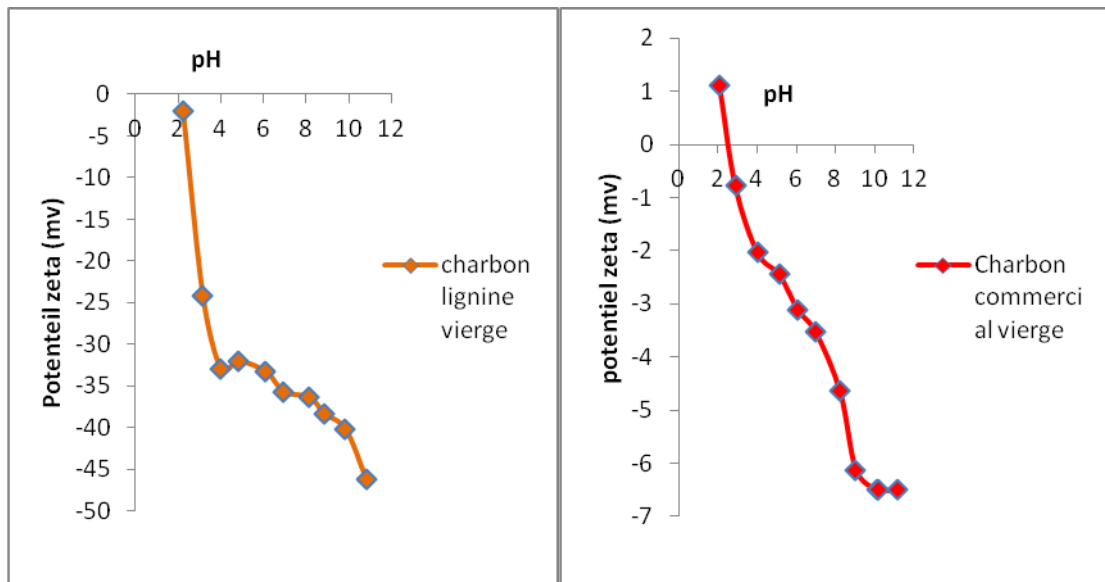 pH
0
0 2 4 6 8 10 12
-5
-10
-15
-20
-25
-30
-35
-40
-45
-50
Potenteil zeta (mv)
charbon
lignine
vierge
2
1
pH
0
0 2 4 6 8 10 12
-1
-2
-3
-4
-5
-6
-7
potentiel zeta (mv)
Charbon
commerci
al vierge